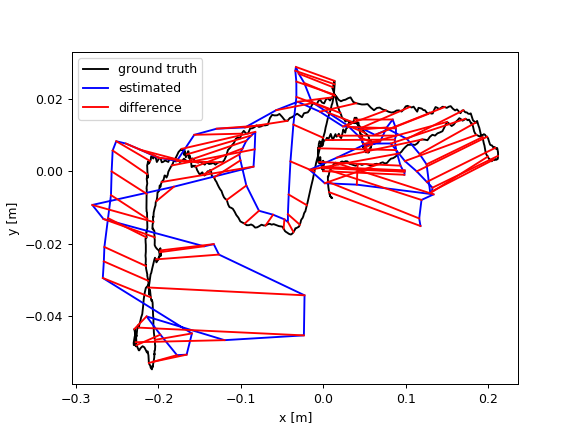 ground truth
estimated
difference
0.02
0.00
−0.02
−0.04
y [m]
−0.3
−0.2
−0.1
0.0
0.1
0.2
x [m]